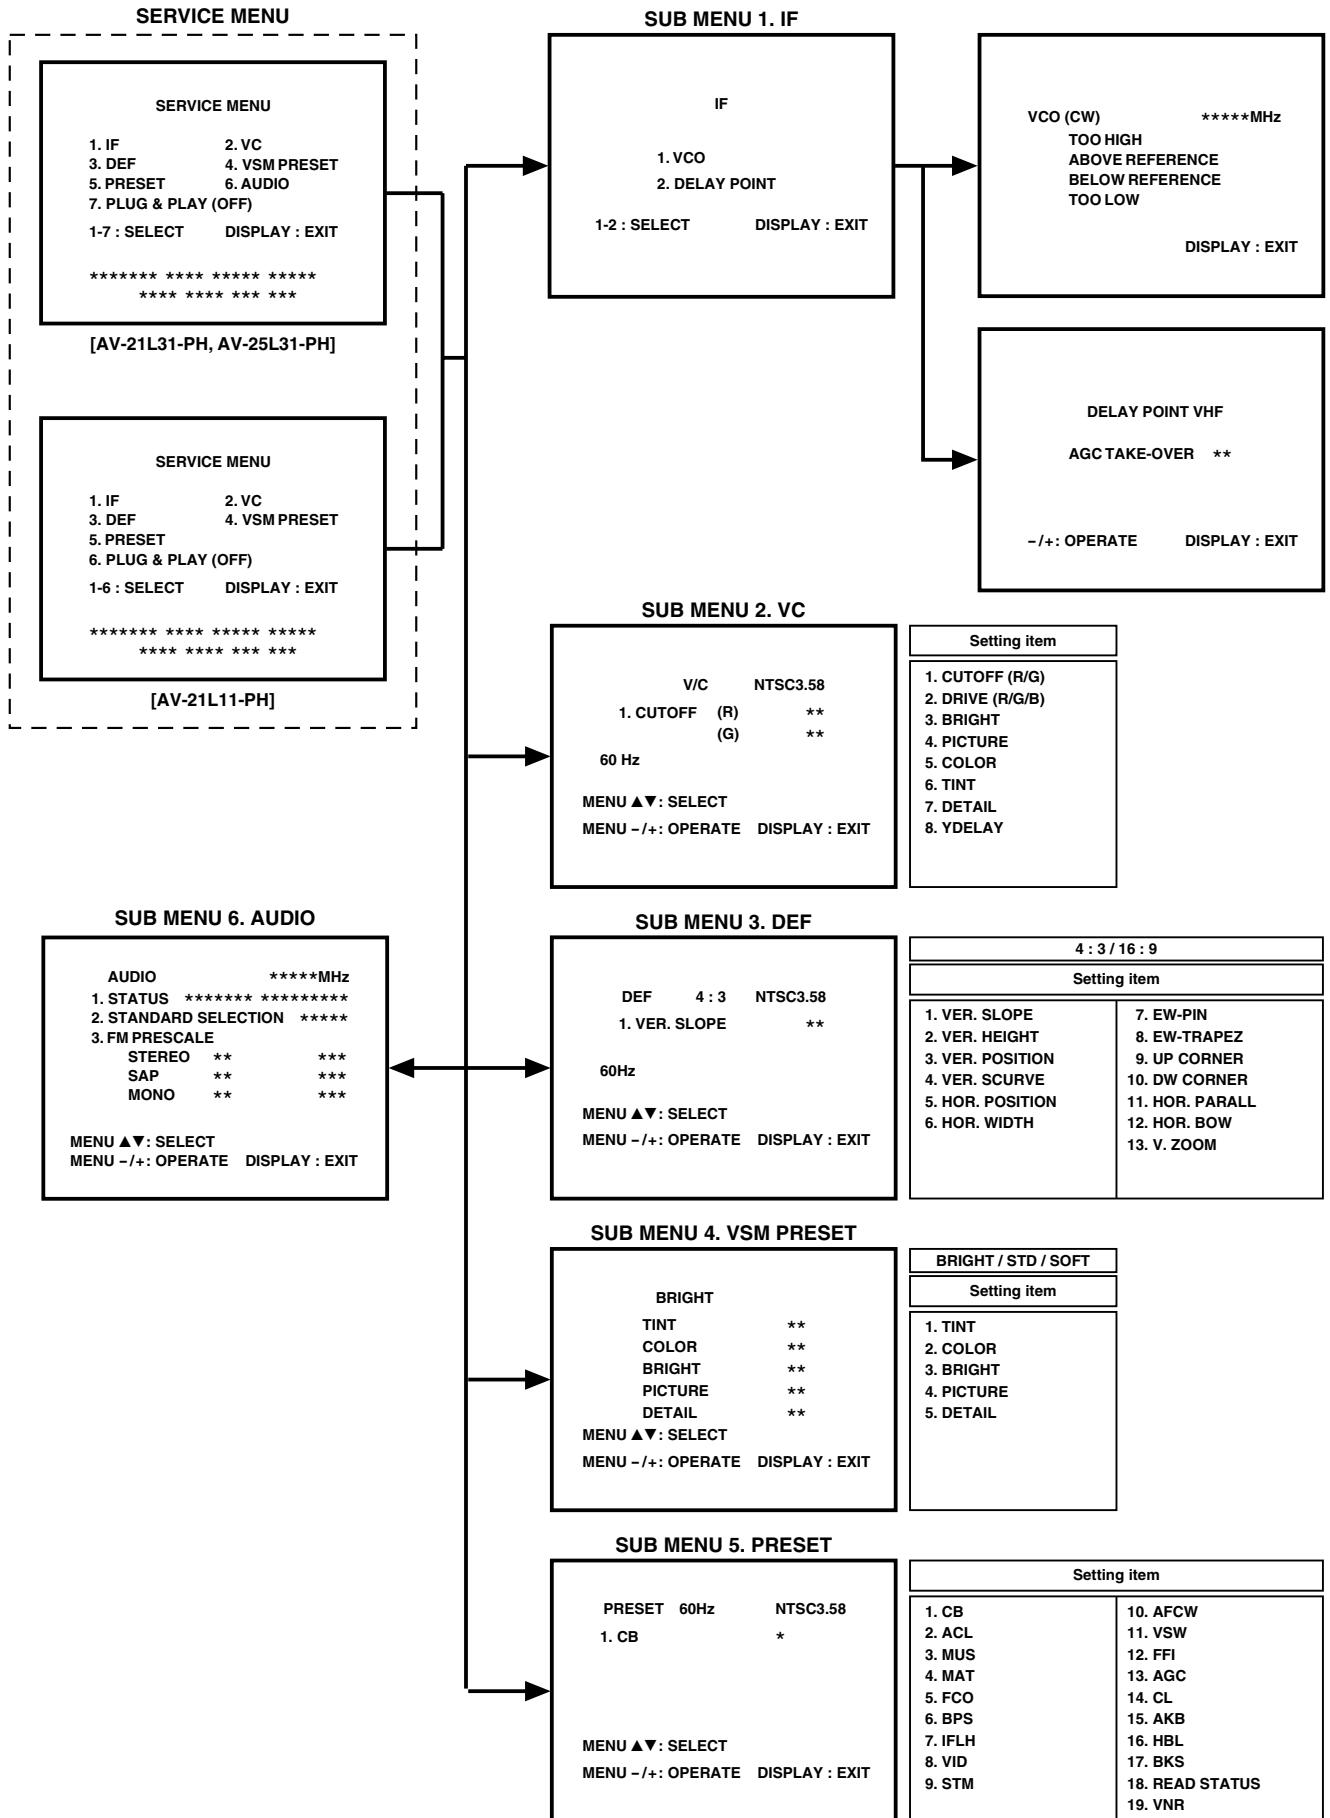 SERVICE MENU
SERVICE MENU
1. IF 2. VC
3. DEF 4. VSM PRESET
5. PRESET 6. AUDIO
7. PLUG & PLAY (OFF)
1-7 : SELECT DISPLAY : EXIT
******* **** ***** *****
**** **** *** ***
[AV-21L31-PH, AV-25L31-PH]
SERVICE MENU
1. IF 2. VC
3. DEF 4. VSM PRESET
5. PRESET
6. PLUG & PLAY (OFF)
1-6 : SELECT DISPLAY : EXIT
******* **** ***** *****
**** **** *** ***
[AV-21L11-PH]
SUB MENU 1. IF
IF
1. VCO
2. DELAY POINT
1-2 : SELECT DISPLAY : EXIT
VCO (CW) *****MHz
TOO HIGH
ABOVE REFERENCE
BELOW REFERENCE
TOO LOW
DISPLAY : EXIT
DELAY POINT VHF
AGC TAKE-OVER **
–/+: OPERATE DISPLAY : EXIT
SUB MENU 2. VC
V/C NTSC3.58
1. CUTOFF (R) **
(G) **
60 Hz
MENU ▲▼: SELECT
MENU –/+: OPERATE DISPLAY : EXIT
Setting item
1. CUTOFF (R/G)
2. DRIVE (R/G/B)
3. BRIGHT
4. PICTURE
5. COLOR
6. TINT
7. DETAIL
8. YDELAY
SUB MENU 6. AUDIO
AUDIO *****MHz
1. STATUS ******* *********
2. STANDARD SELECTION *****
3. FM PRESCALE
STEREO ** ***
SAP ** ***
MONO ** ***
MENU ▲▼: SELECT
MENU –/+: OPERATE DISPLAY : EXIT
SUB MENU 3. DEF
DEF 4 : 3 NTSC3.58
1. VER. SLOPE **
60Hz
MENU ▲▼: SELECT
MENU –/+: OPERATE DISPLAY : EXIT
4 : 3 / 16 : 9
Setting item
1. VER. SLOPE
2. VER. HEIGHT
3. VER. POSITION
4. VER. SCURVE
5. HOR. POSITION
6. HOR. WIDTH
7. EW-PIN
8. EW-TRAPEZ
9. UP CORNER
10. DW CORNER
11. HOR. PARALL
12. HOR. BOW
13. V. ZOOM
SUB MENU 4. VSM PRESET
BRIGHT
TINT **
COLOR **
BRIGHT **
PICTURE **
DETAIL **
MENU ▲▼: SELECT
MENU –/+: OPERATE DISPLAY : EXIT
BRIGHT / STD / SOFT
Setting item
1. TINT
2. COLOR
3. BRIGHT
4. PICTURE
5. DETAIL
SUB MENU 5. PRESET
PRESET 60Hz NTSC3.58
1. CB *
MENU ▲▼: SELECT
MENU –/+: OPERATE DISPLAY : EXIT
Setting item
1. CB
2. ACL
3. MUS
4. MAT
5. FCO
6. BPS
7. IFLH
8. VID
9. STM
10. AFCW
11. VSW
12. FFI
13. AGC
14. CL
15. AKB
16. HBL
17. BKS
18. READ STATUS
19. VNR